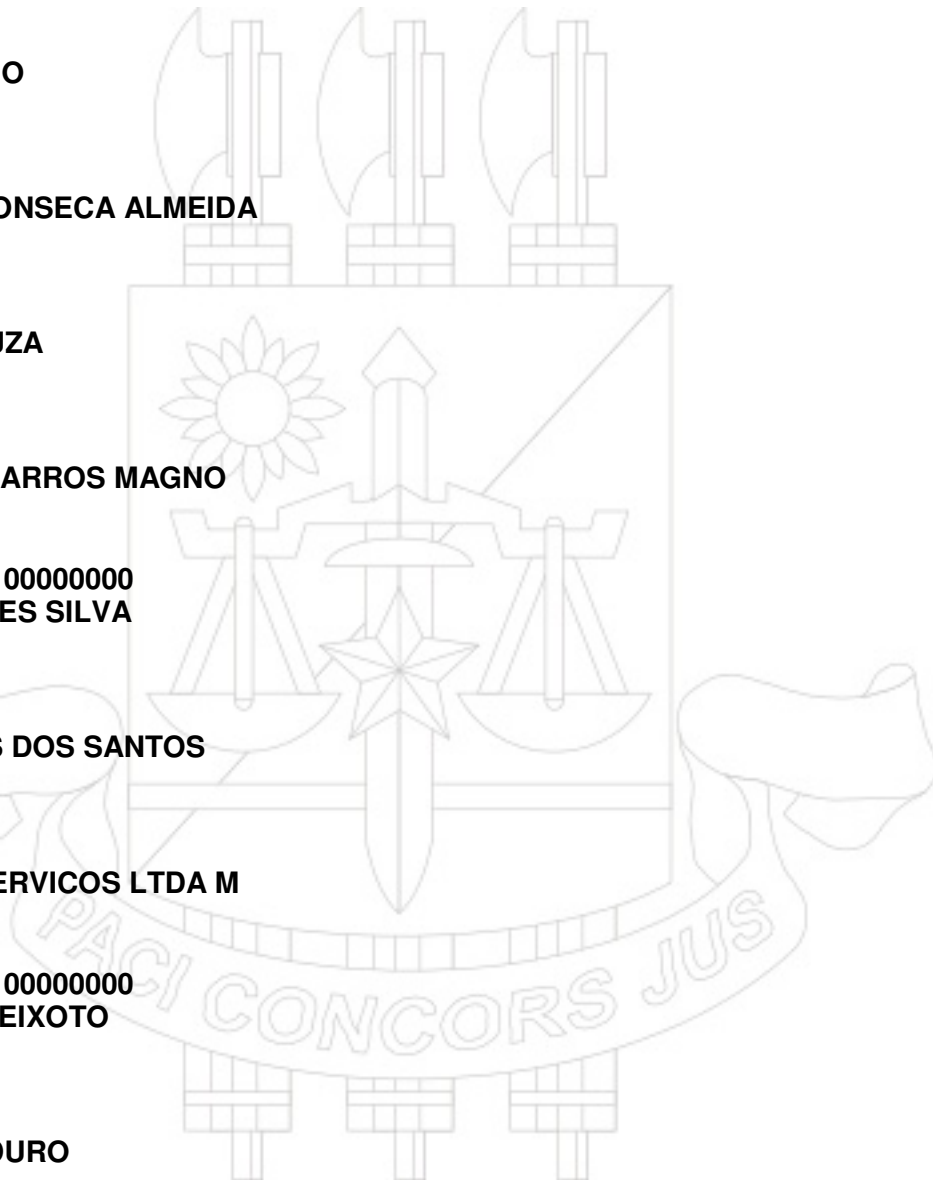 O
ONSECA ALMEIDA
UZA
ARROS MAGNO
00000000
ES SILVA
S DOS SANTOS
ERVICOS LTDA M
PACI CONCORS JUS
00000000
EIXOTO
OURO